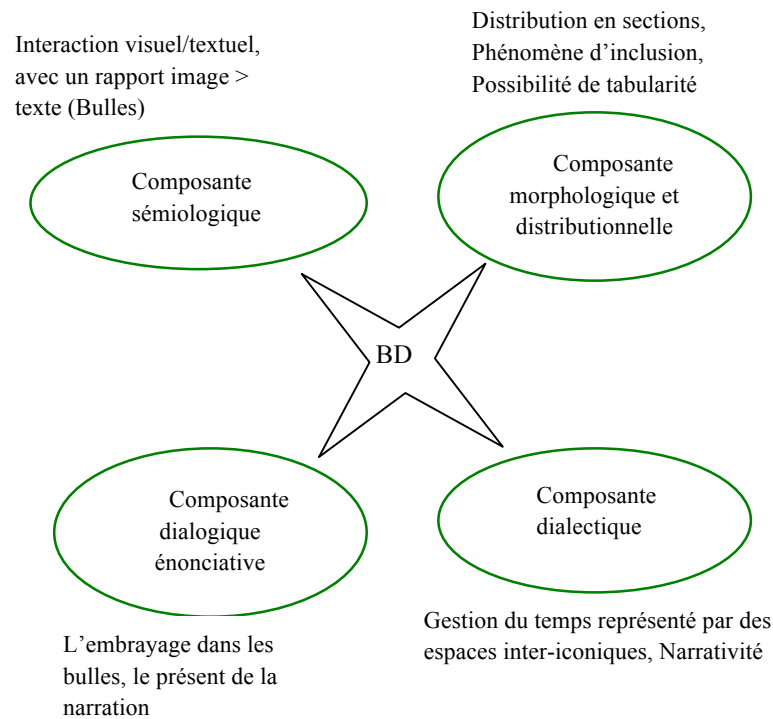 Interaction visuel/textuel,
avec un rapport image >
texte (Bulles)
Distribution en sections,
Phénomène d’inclusion,
Possibilité de tabularité
Composante
sémiologique
Composante
morphologique et
distributionnelle
BD
Composante
dialogique
énonciative
Composante
dialectique
L’embrayage dans les
bulles, le présent de la
narration
Gestion du temps représenté par des
espaces inter-iconiques, Narrativité